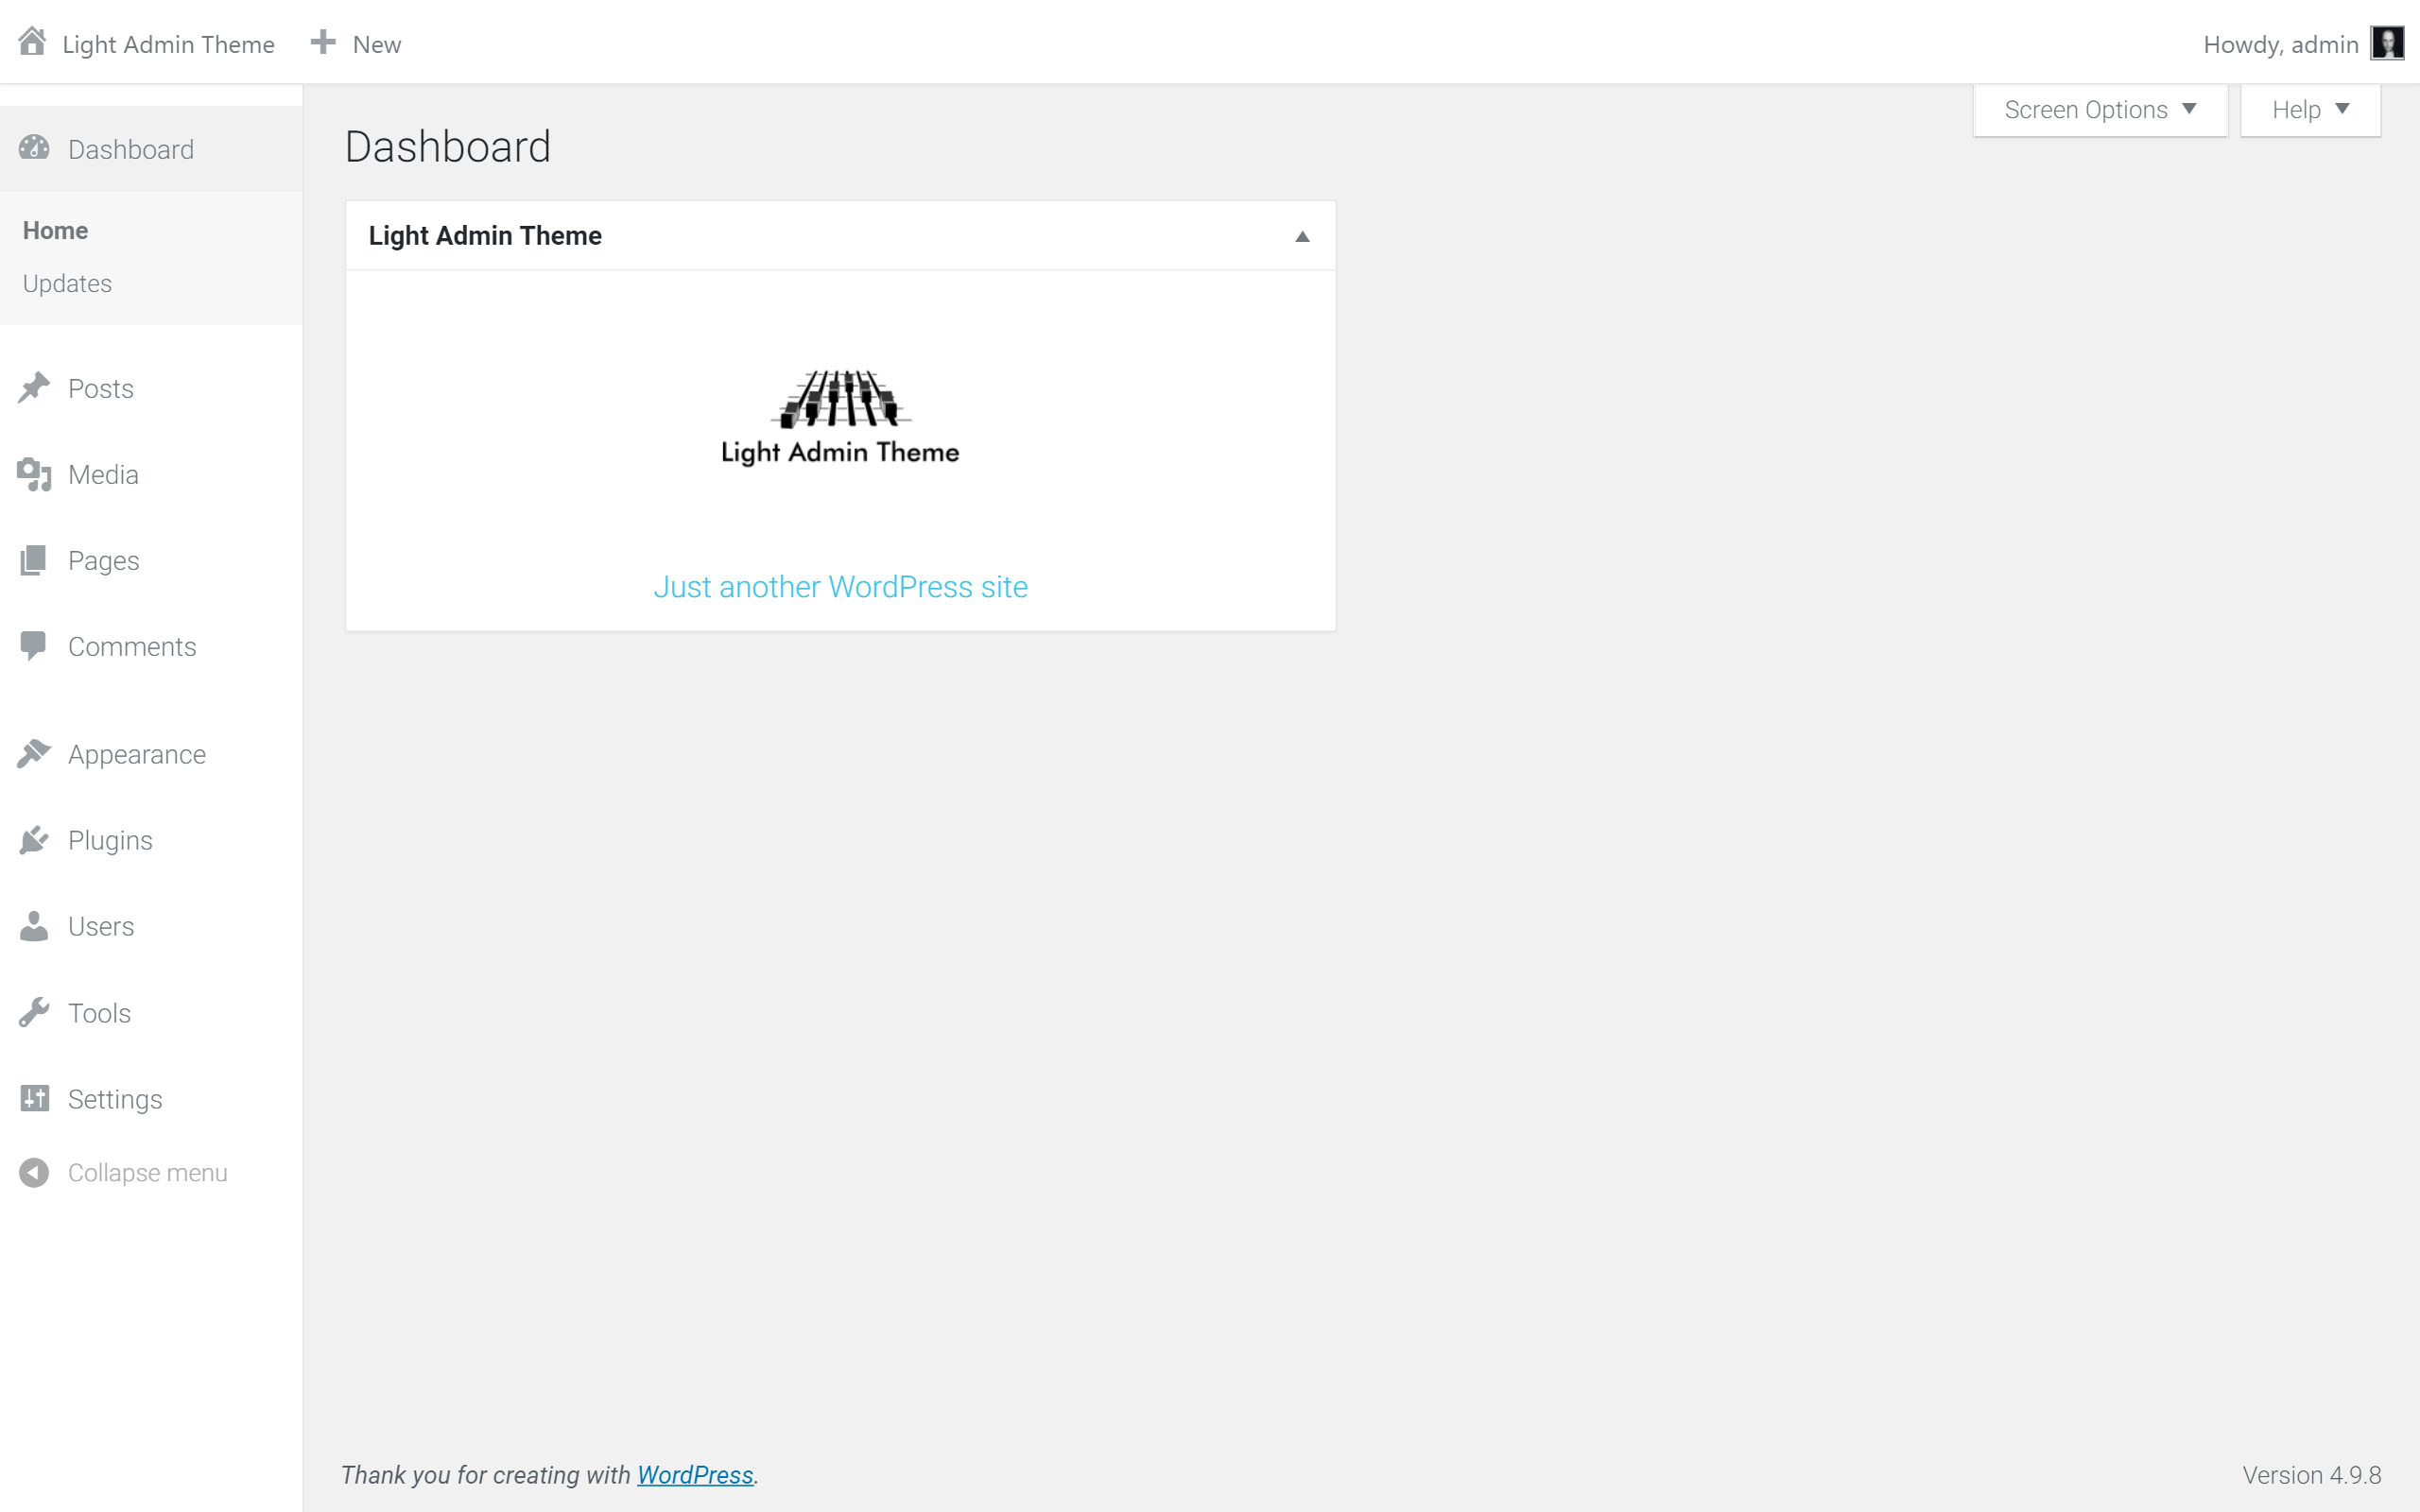 Light Admin Theme
New
Howdy, admin
Screen Options
Help
Dashboard
Home
Updates
Posts
Media
Pages
Comments
Appearance
Plugins
Users
Tools
Settings
Collapse menu
Dashboard
Light Admin Theme
Light Admin Theme
Just another WordPress site
Thank you for creating with WordPress.
Version 4.9.8